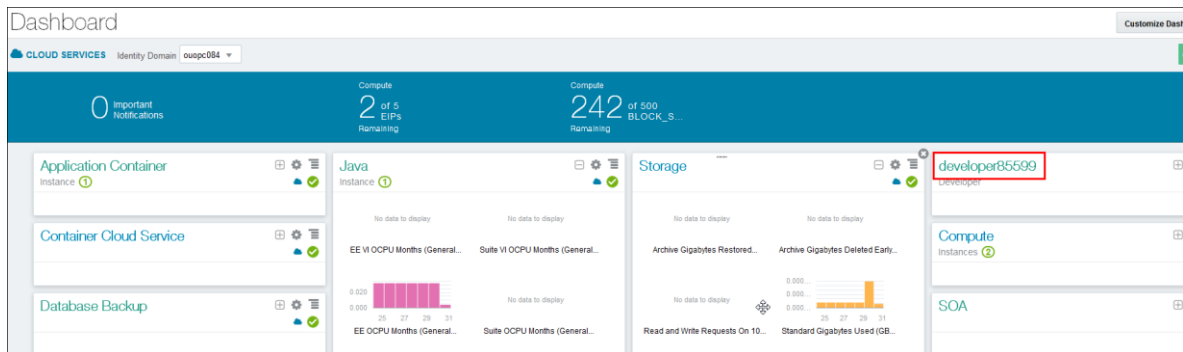 Dashboard
Customize Dash
CLOUD SERVICES Identity Domain ouopc084
0 Important Notifications
Compute
2 of 5 EIPs
Remaining
Compute
242 of 500 BLOCK_S...
Remaining
Application Container
Instance 1
Container Cloud Service
Database Backup
Java
Instance 1
No data to display No data to display
EE VI OCPU Months (General... Suite VI OCPU Months (General...
0.020
0.000
25 27 29 31
No data to display
EE OCPU Months (General... Suite OCPU Months (General...
Storage
No data to display No data to display
Archive Gigabytes Restored... Archive Gigabytes Deleted Early...
No data to display
0.000...
0.000...
0.000...
25 27 29 31
Read and Write Requests On 10... Standard Gigabytes Used (GB...
developer85599
Developer
Compute
Instances 2
SOA